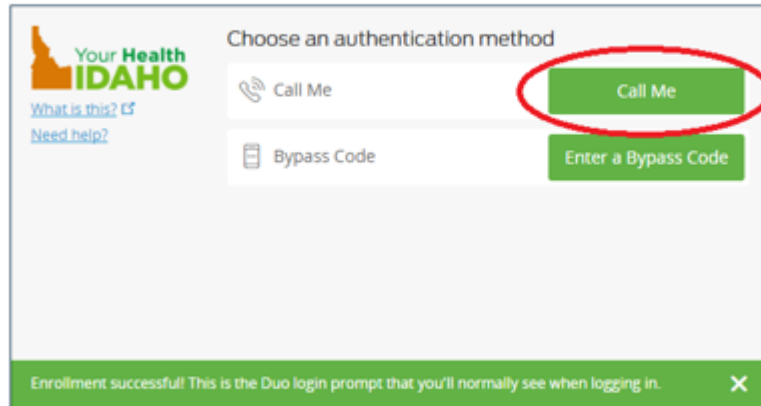 Your Health
IDAHO
What is this?
Need help?
Choose an authentication method
Call Me
Call Me
Bypass Code
Enter a Bypass Code
Enrollment successful! This is the Duo login prompt that you'll normally see when logging in.